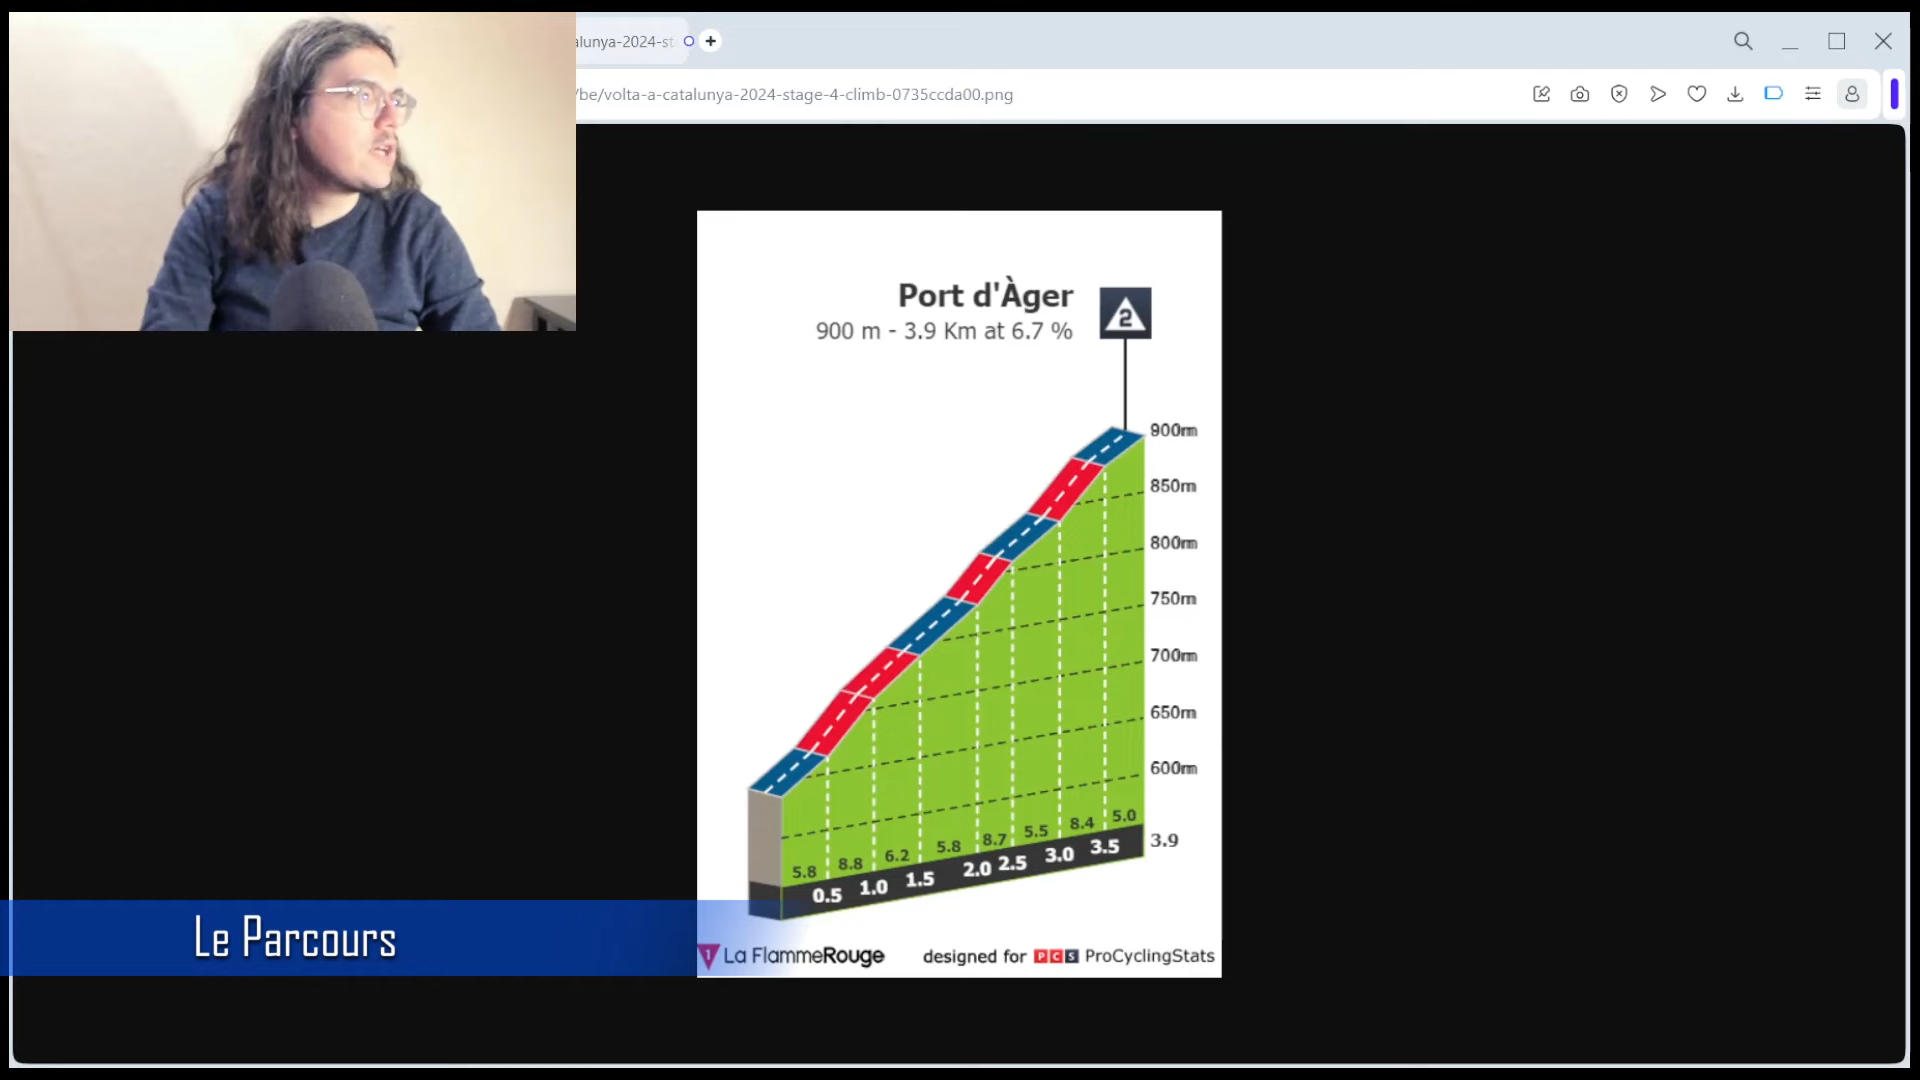 alunya-2024-st
/be/volta-a-catalunya-2024-stage-4-climb-0735ccda00.png
Port d'Àger
2
900 m - 3.9 Km at 6.7 %
900m
850m
800m
750m
700m
650m
600m
5.8 8.8 6.2 5.8 8.7 5.5 8.4 5.0
0.5 1.0 1.5 2.0 2.5 3.0 3.5 3.9
Le Parcours
1 La FlammeRouge designed for PCS ProCyclingStats